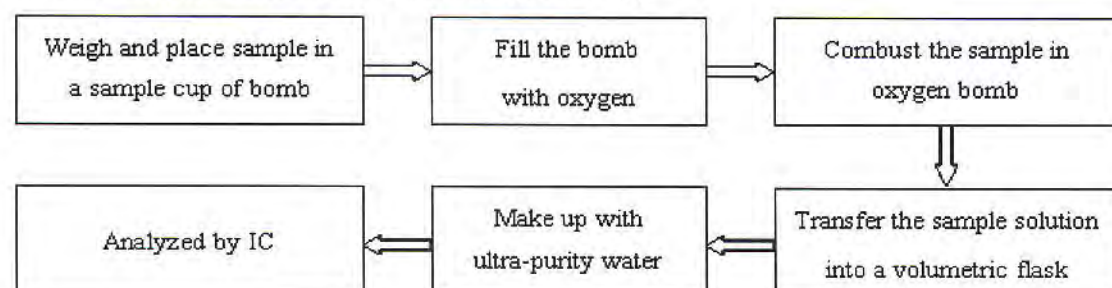 Weigh and place sample in
a sample cup of bomb
Fill the bomb
with oxygen
Combust the sample in
oxygen bomb
Transfer the sample solution
into a volumetric flask
Make up with
ultra-purity water
Analyzed by IC